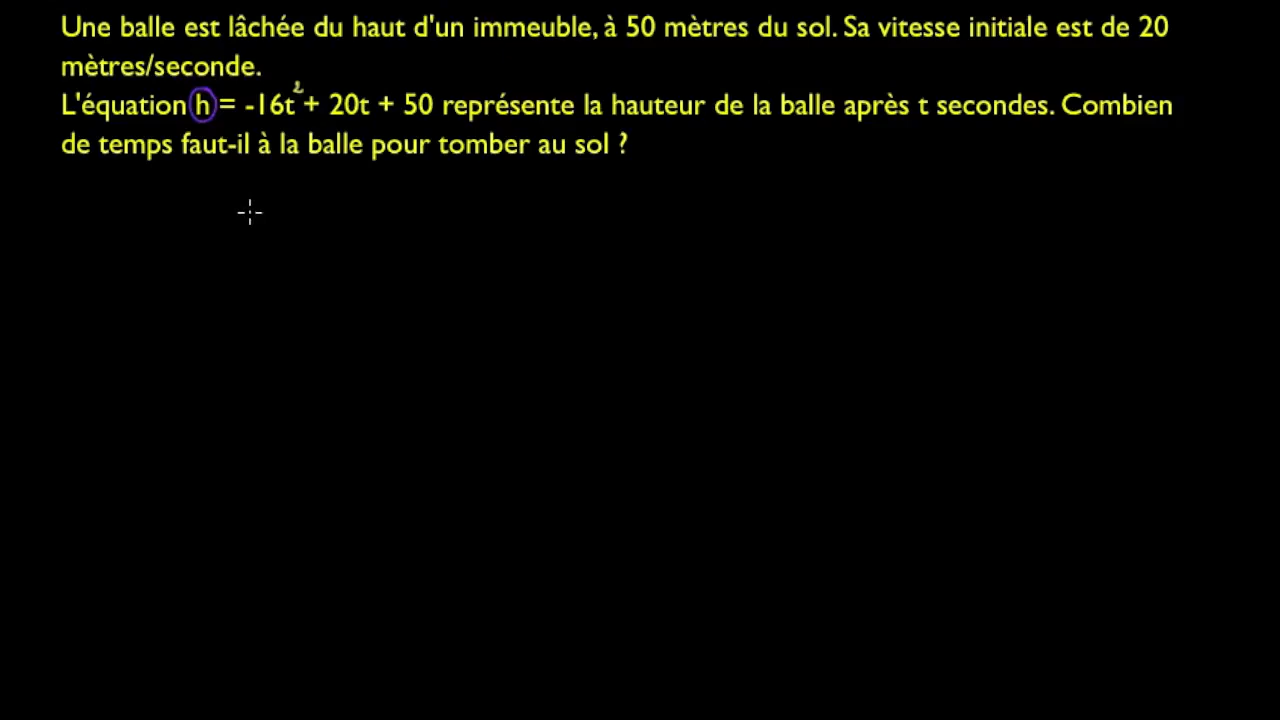 Une balle est lâchée du haut d'un immeuble, à 50 mètres du sol. Sa vitesse initiale est de 20
mètres/seconde.
L'équation h = -16t² + 20t + 50 représente la hauteur de la balle après t secondes. Combien
de temps faut-il à la balle pour tomber au sol ?